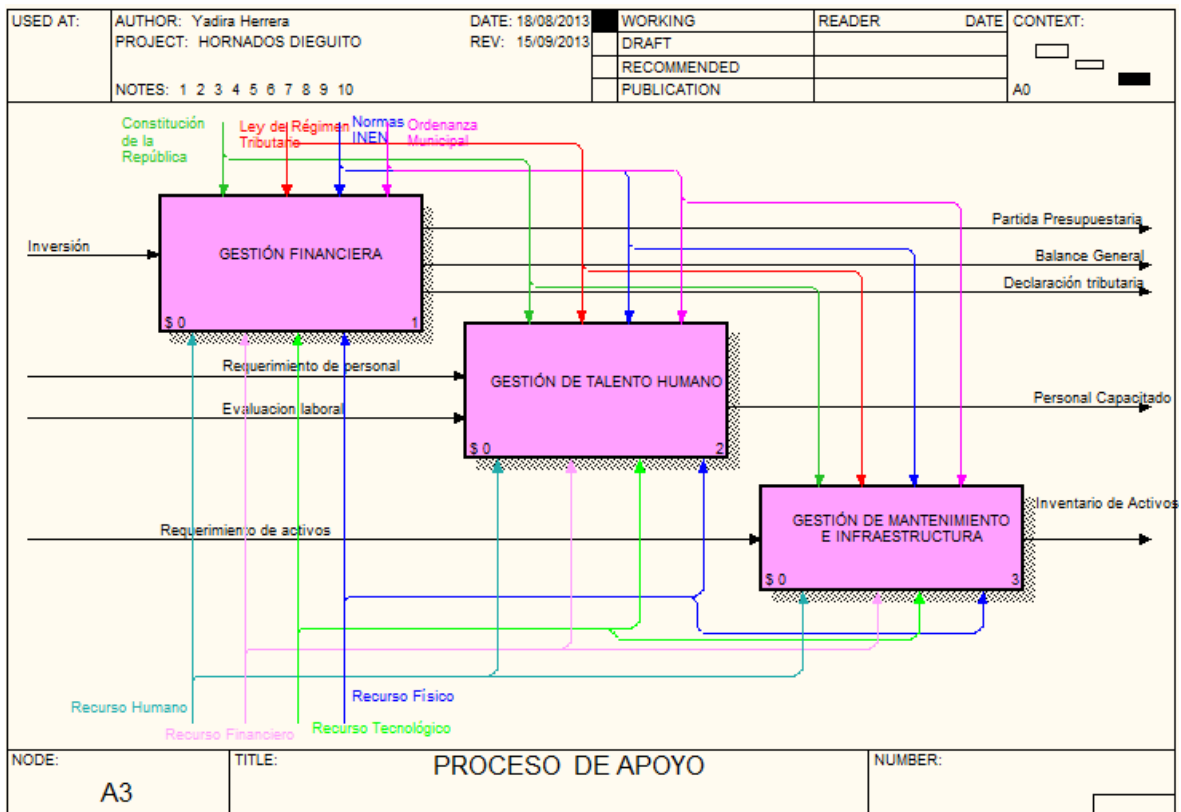 USED AT:
AUTHOR: Yadira Herrera
DATE: 18/08/2013
PROJECT: HORNADOS DIEGUITO
REV: 15/09/2013
NOTES: 1 2 3 4 5 6 7 8 9 10
WORKING
DRAFT
RECOMMENDED
PUBLICATION
READER
DATE
CONTEXT:
A0
Constitución
de la
República
Ley de Régimen
Tributario
Normas
INEN
Ordenanza
Municipal
Inversión
GESTIÓN FINANCIERA
$ 0
1
Partida Presupuestaria
Balance General
Declaración tributaria
Requerimiento de personal
Evaluacion laboral
GESTIÓN DE TALENTO HUMANO
$ 0
2
Personal Capacitado
Requerimiento de activos
GESTIÓN DE MANTENIMIENTO
E INFRAESTRUCTURA
$ 0
3
Inventario de Activos
Recurso Humano
Recurso Financiero
Recurso Tecnológico
Recurso Físico
NODE:
A3
TITLE:
PROCESO DE APOYO
NUMBER: